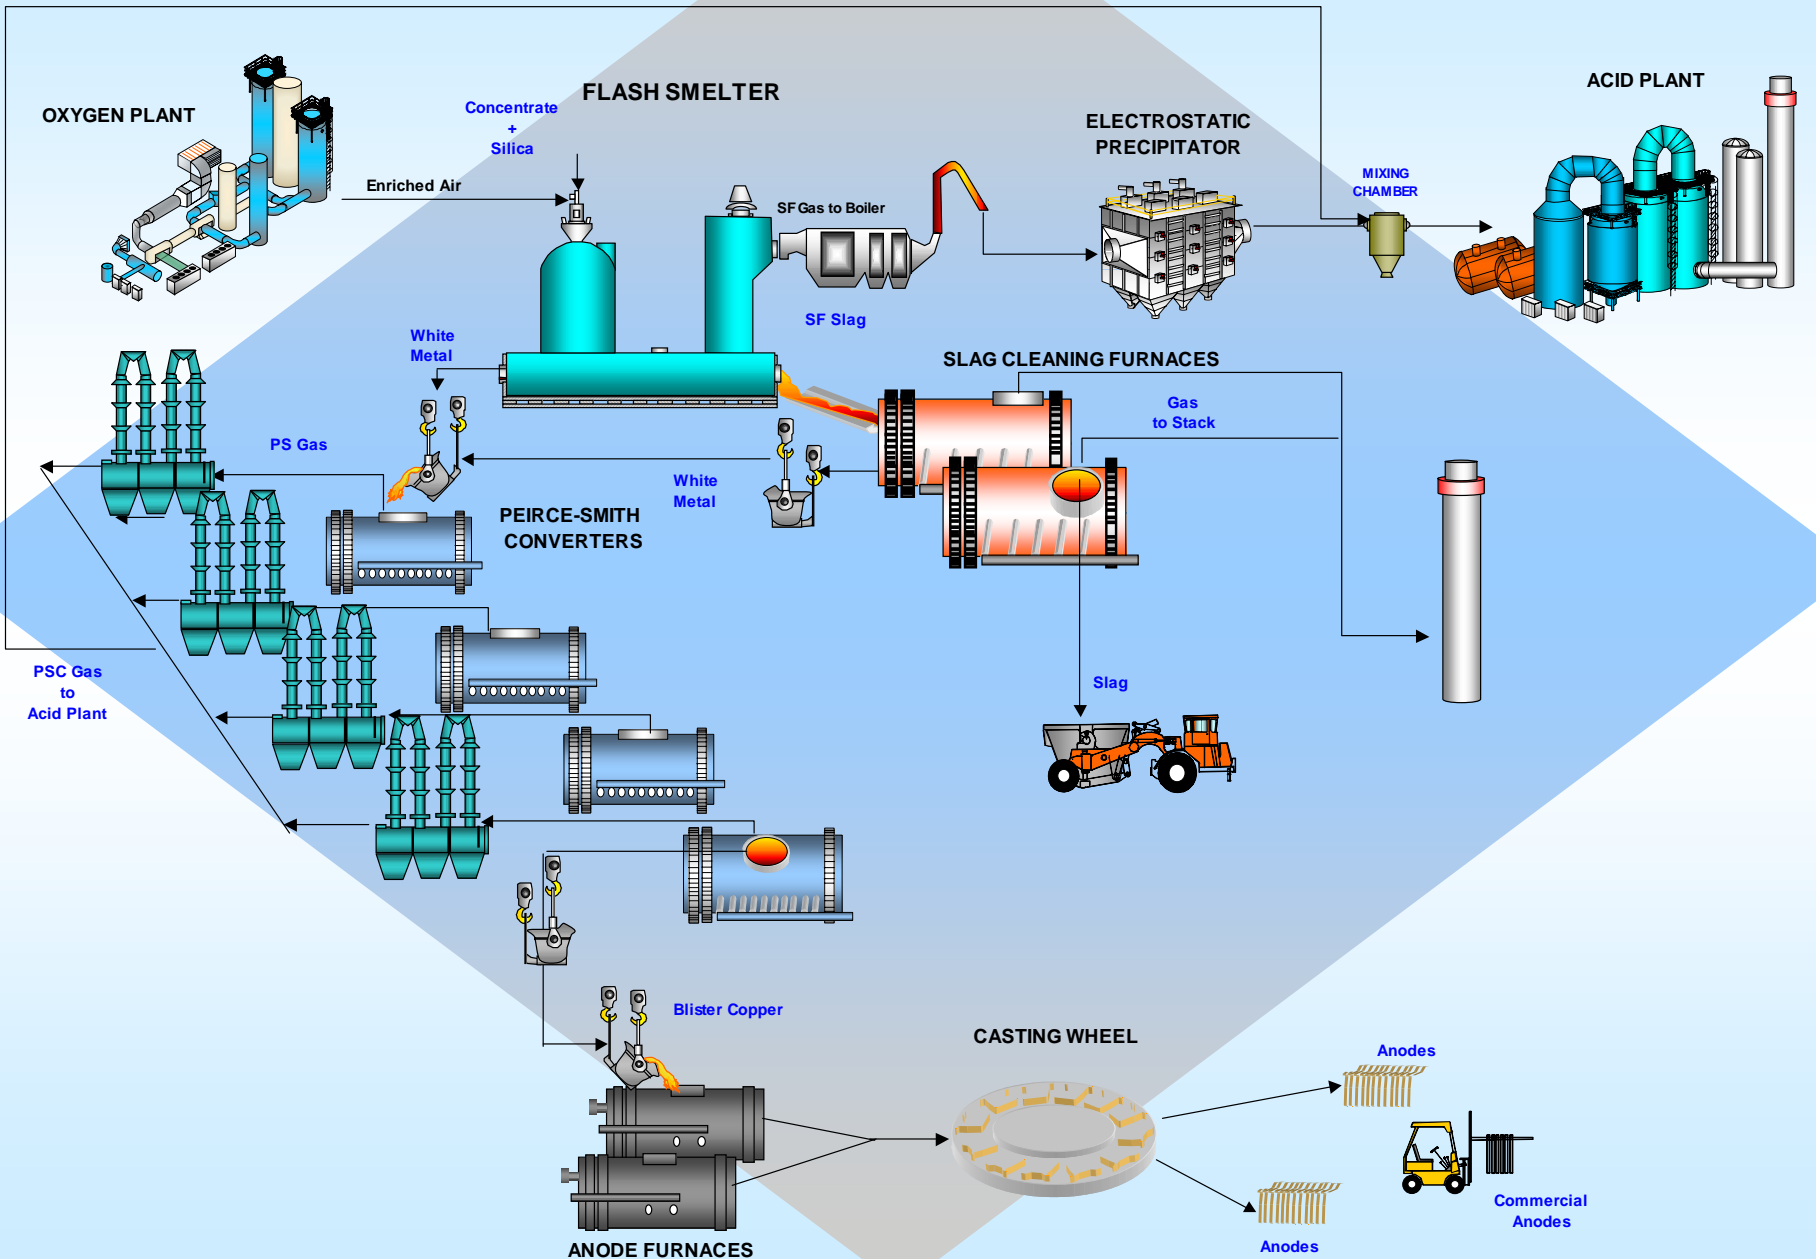 FLASH SMELTER
ACID PLANT
OXYGEN PLANT
Concentrate
+
Silica
ELECTROSTATIC
PRECIPITATOR
MIXING
CHAMBER
Enriched Air
SF Gas to Boiler
SF Slag
White
Metal
SLAG CLEANING FURNACES
Gas
to Stack
PS Gas
White
Metal
PEIRCE-SMITH
CONVERTERS
PSC Gas
to
Acid Plant
Slag
Blister Copper
CASTING WHEEL
Anodes
Commercial
Anodes
Anodes
ANODE FURNACES